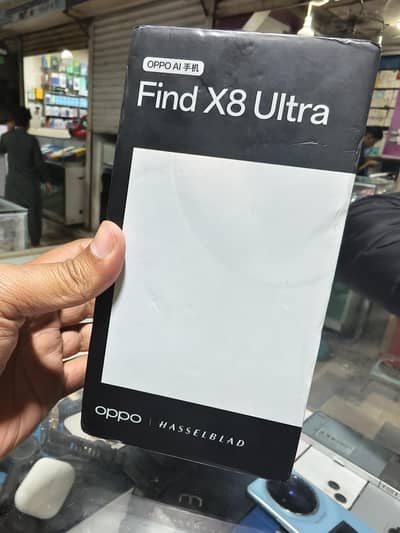 OPPO AI 手机
Find X8 Ultra
oppo | HASSELBLAD